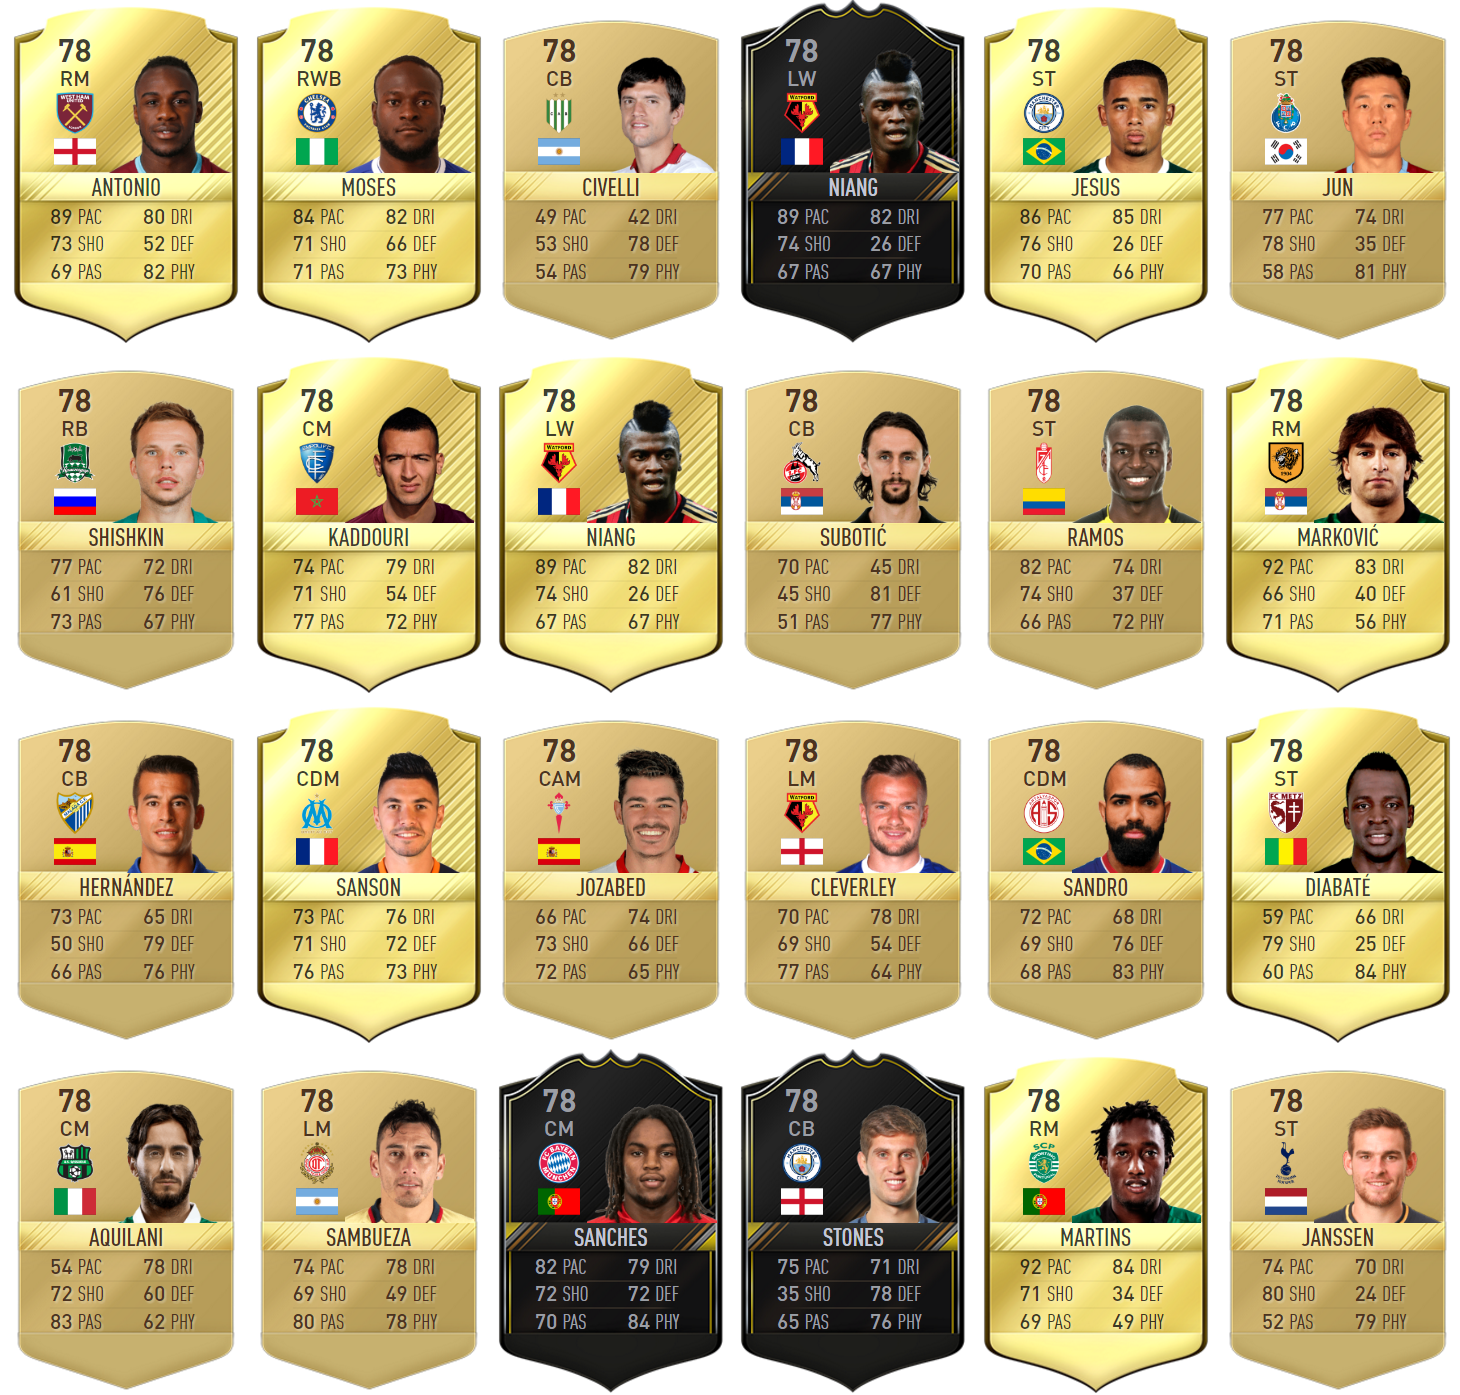 78 78 78 78 78 78
RM RWB CB LW ST ST
ANTONIO MOSES CIVELLI NIANG JESUS JUN
89 PAC 80 DRI 84 PAC 82 DRI 49 PAC 42 DRI 89 PAC 82 DRI 86 PAC 85 DRI 77 PAC 74 DRI
73 SHO 52 DEF 71 SHO 66 DEF 53 SHO 78 DEF 74 SHO 26 DEF 76 SHO 26 DEF 78 SHO 35 DEF
69 PAS 82 PHY 71 PAS 73 PHY 54 PAS 79 PHY 67 PAS 67 PHY 70 PAS 66 PHY 58 PAS 81 PHY
78 78 78 78 78 78
RB CM LW CB ST RM
SHISHKIN KADDOURI NIANG SUBOTIĆ RAMOS MARKOVIĆ
77 PAC 72 DRI 74 PAC 79 DRI 89 PAC 82 DRI 70 PAC 45 DRI 82 PAC 74 DRI 92 PAC 83 DRI
61 SHO 76 DEF 71 SHO 54 DEF 74 SHO 26 DEF 45 SHO 81 DEF 74 SHO 37 DEF 66 SHO 40 DEF
73 PAS 67 PHY 77 PAS 72 PHY 67 PAS 67 PHY 51 PAS 77 PHY 66 PAS 72 PHY 71 PAS 56 PHY
78 78 78 78 78 78
CB CDM CAM LM CDM ST
HERNÁNDEZ SANSON JOZABED CLEVERLEY SANDRO DIABATÉ
73 PAC 65 DRI 73 PAC 76 DRI 66 PAC 74 DRI 70 PAC 78 DRI 72 PAC 68 DRI 59 PAC 66 DRI
50 SHO 79 DEF 71 SHO 72 DEF 73 SHO 66 DEF 69 SHO 54 DEF 69 SHO 76 DEF 79 SHO 25 DEF
66 PAS 76 PHY 76 PAS 73 PHY 72 PAS 65 PHY 77 PAS 64 PHY 68 PAS 83 PHY 60 PAS 84 PHY
78 78 78 78 78 78
CM LM CM CB RM ST
AQUILANI SAMBUEZA SANCHES STONES MARTINS JANSSEN
54 PAC 78 DRI 74 PAC 78 DRI 82 PAC 79 DRI 75 PAC 71 DRI 92 PAC 84 DRI 74 PAC 70 DRI
72 SHO 60 DEF 69 SHO 49 DEF 72 SHO 72 DEF 35 SHO 78 DEF 71 SHO 34 DEF 80 SHO 24 DEF
83 PAS 62 PHY 80 PAS 78 PHY 70 PAS 84 PHY 65 PAS 76 PHY 69 PAS 49 PHY 52 PAS 79 PHY